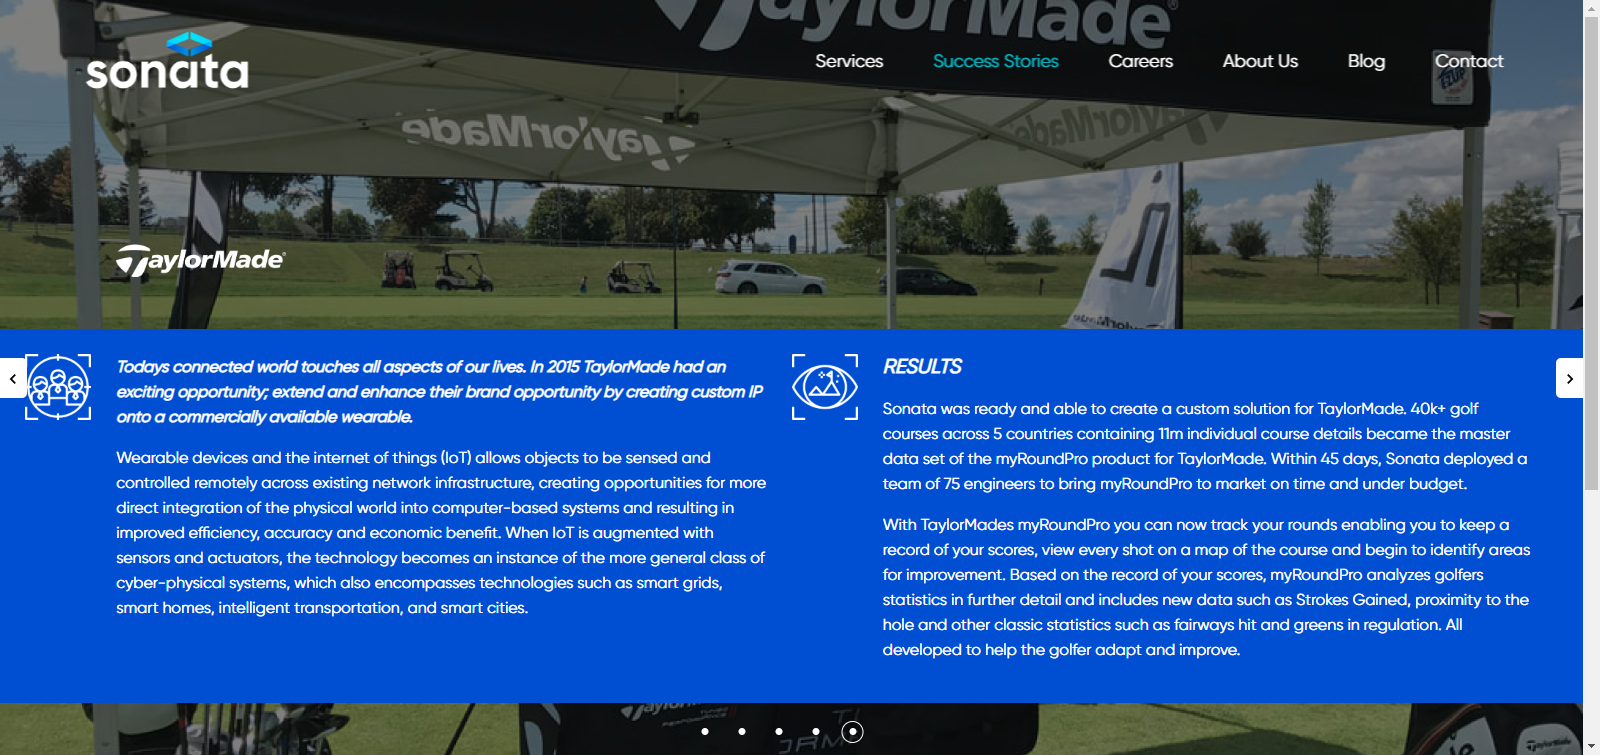 TaylorMade
sonata
Services
Success Stories
Careers
About Us
Blog
Contact
TaylorMade
TaylorMade
TaylorMade
Todays connected world touches all aspects of our lives. In 2015 TaylorMade had an
exciting opportunity; extend and enhance their brand opportunity by creating custom IP
onto a commercially available wearable.
Wearable devices and the internet of things (IoT) allows objects to be sensed and
controlled remotely across existing network infrastructure, creating opportunities for more
direct integration of the physical world into computer-based systems and resulting in
improved efficiency, accuracy and economic benefit. When IoT is augmented with
sensors and actuators, the technology becomes an instance of the more general class of
cyber-physical systems, which also encompasses technologies such as smart grids,
smart homes, intelligent transportation, and smart cities.
RESULTS
Sonata was ready and able to create a custom solution for TaylorMade. 40k+ golf
courses across 5 countries containing 11m individual course details became the master
data set of the myRoundPro product for TaylorMade. Within 45 days, Sonata deployed a
team of 75 engineers to bring myRoundPro to market on time and under budget.
With TaylorMades myRoundPro you can now track your rounds enabling you to keep a
record of your scores, view every shot on a map of the course and begin to identify areas
for improvement. Based on the record of your scores, myRoundPro analyzes golfers
statistics in further detail and includes new data such as Strokes Gained, proximity to the
hole and other classic statistics such as fairways hit and greens in regulation. All
developed to help the golfer adapt and improve.
TaylorMade